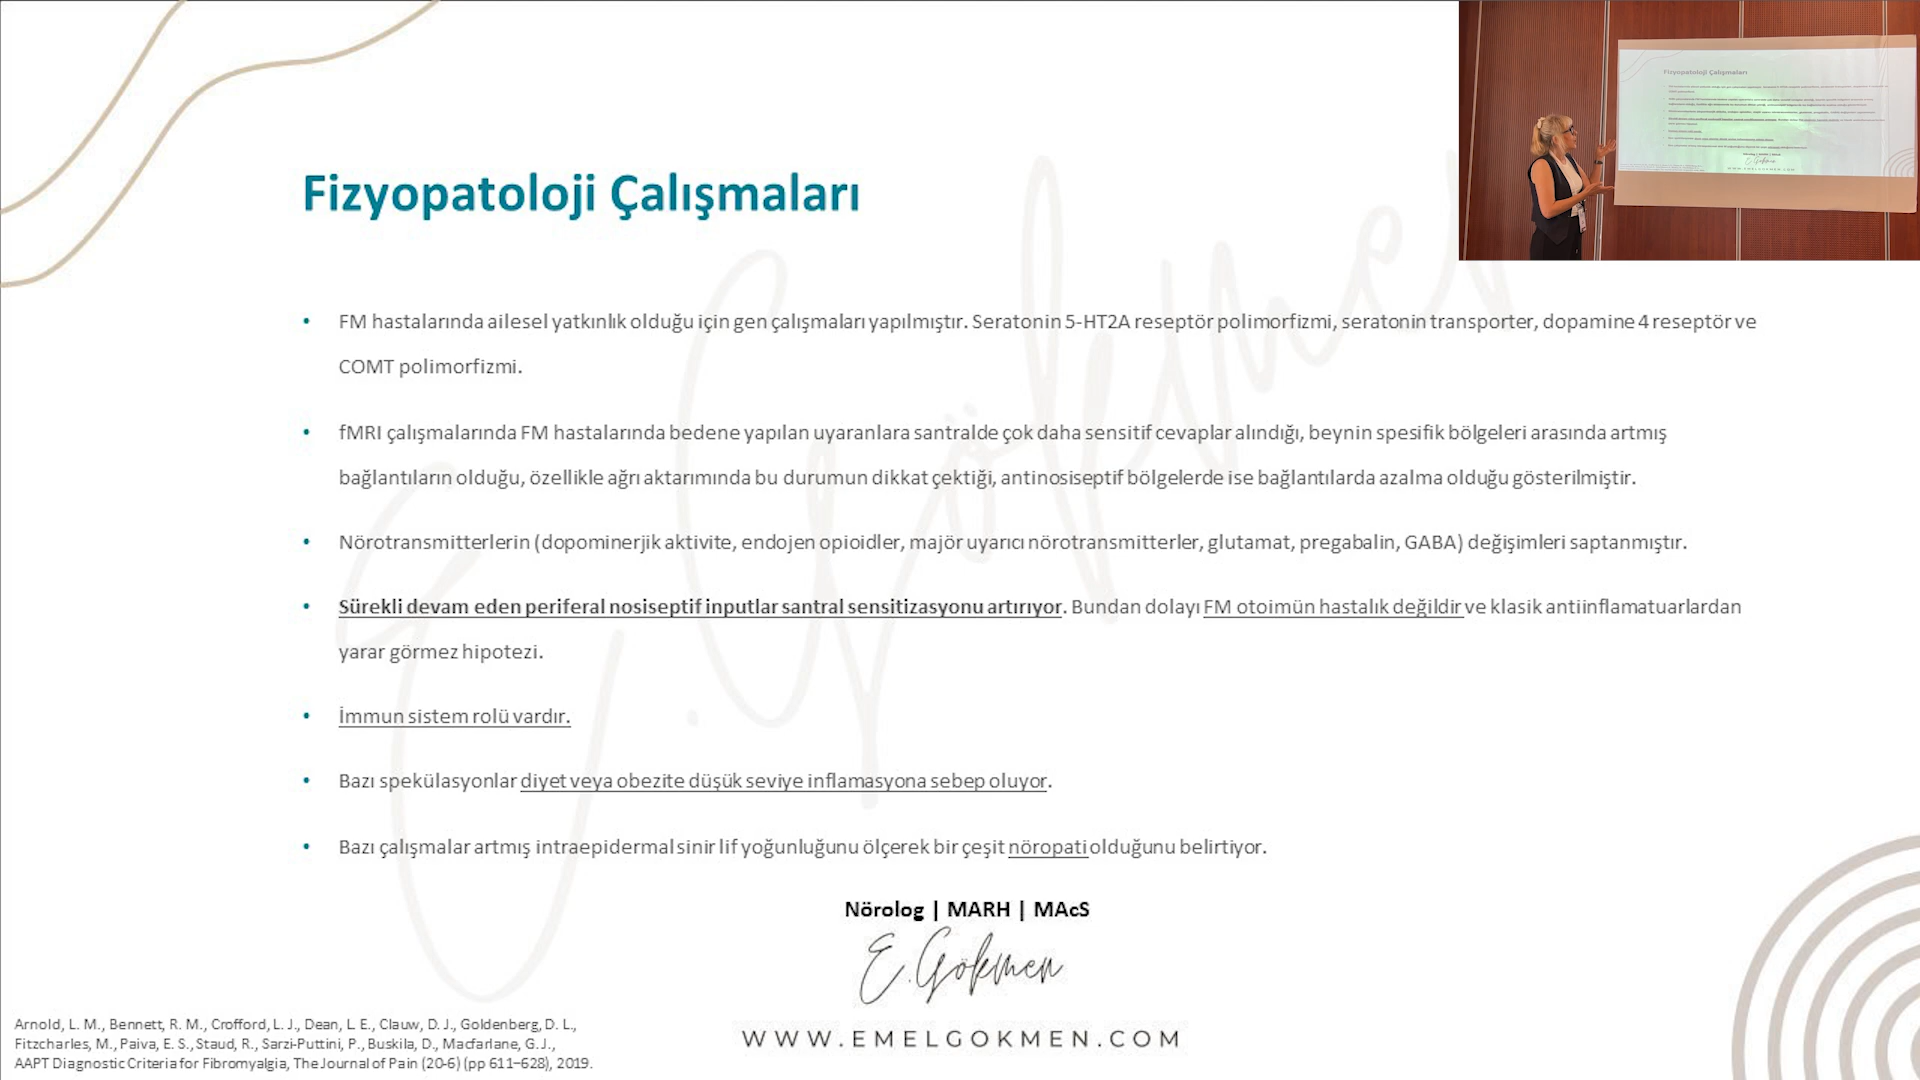 Fizyopatoloji Çalışmaları
• FM hastalarında ailesel yatkınlık olduğu için gen çalışmaları yapılmıştır. Seratonin 5-HT2A reseptör polimorfizmi, seratonin transporter, dopamine 4 reseptör ve
COMT polimorfizmi.
• fMRI çalışmalarında FM hastalarında bedene yapılan uyaranlara santralde çok daha sensitif cevaplar alındığı, beynin spesifik bölgeleri arasında artmış
bağlantıların olduğu, özellikle ağrı aktarımında bu durumun dikkat çektiği, antinosiseptif bölgelerde ise bağlantılarda azalma olduğu gösterilmiştir.
• Nörotransmitterlerin (dopominerjik aktivite, endojen opioidler, majör uyarıcı nörotransmitterler, glutamat, pregabalin, GABA) değişimleri saptanmıştır.
• Sürekli devam eden periferal nosiseptif inputlar santral sensitizasyonu artırıyor. Bundan dolayı FM otoimün hastalık değildir ve klasik antiinflamatuarlardan
yarar görmez hipotezi.
• İmmun sistem rolü vardır.
• Bazı spekülasyonlar diyet veya obezite düşük seviye inflamasyona sebep oluyor.
• Bazı çalışmalar artmış intraepidermal sinir lif yoğunluğunu ölçerek bir çeşit nöropati olduğunu belirtiyor.
Nörolog | MARH | MAcS
E. Gökmen
WWW.EMELGOKMEN.COM
Arnold, L. M., Bennett, R. M., Crofford, L. J., Dean, L. E., Clauw, D. J., Goldenberg, D. L.,
Fitzcharles, M., Paiva, E. S., Staud, R., Sarzi-Puttini, P., Buskila, D., Macfarlane, G. J.,
AAPT Diagnostic Criteria for Fibromyalgia, The Journal of Pain (20-6) (pp 611–628), 2019.
E. Gökmen
Fizyopatoloji Çalışmaları